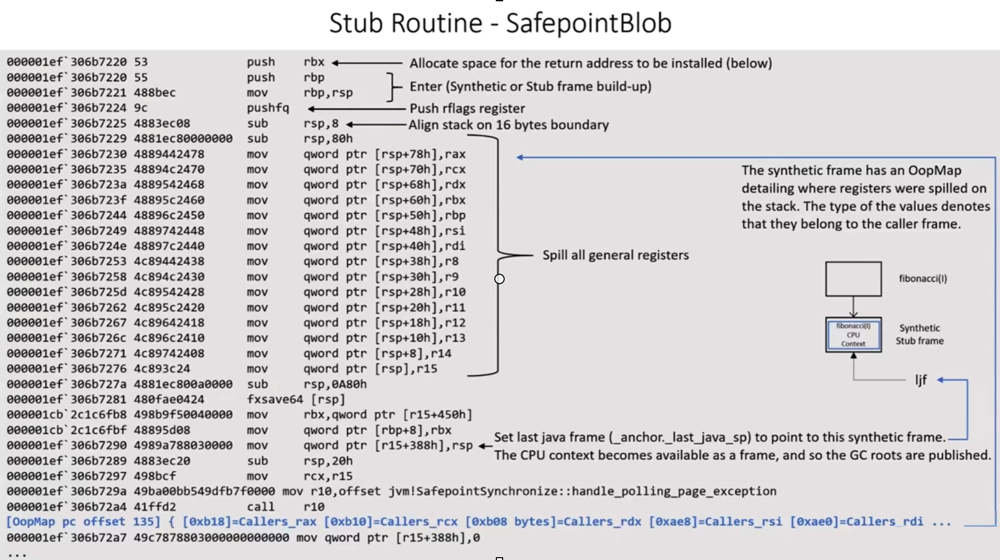 Stub Routine - SafepointBlob
000001ef`306b7220 53 push rbx Allocate space for the return address to be installed (below)
000001ef`306b7220 55 push rbp
Enter (Synthetic or Stub frame build-up)
000001ef`306b7221 488bec mov rbp,rsp
000001ef`306b7224 9c pushfq Push rflags register
000001ef`306b7225 4883ec08 sub rsp,8 Align stack on 16 bytes boundary
000001ef`306b7229 4881ec80000000 sub rsp,80h
000001ef`306b7230 4889442478 mov qword ptr [rsp+78h],rax
000001ef`306b7235 48894c2470 mov qword ptr [rsp+70h],rcx
000001ef`306b723a 4889542468 mov qword ptr [rsp+68h],rdx
000001ef`306b723f 48895c2460 mov qword ptr [rsp+60h],rbx
000001ef`306b7244 48896c2450 mov qword ptr [rsp+50h],rbp
000001ef`306b7249 4889742448 mov qword ptr [rsp+48h],rsi
000001ef`306b724e 48897c2440 mov qword ptr [rsp+40h],rdi
000001ef`306b7253 4c89442438 mov qword ptr [rsp+38h],r8
000001ef`306b7258 4c894c2430 mov qword ptr [rsp+30h],r9
000001ef`306b725d 4c89542428 mov qword ptr [rsp+28h],r10
000001ef`306b7262 4c895c2420 mov qword ptr [rsp+20h],r11
000001ef`306b7267 4c89642418 mov qword ptr [rsp+18h],r12
000001ef`306b726c 4c896c2410 mov qword ptr [rsp+10h],r13
000001ef`306b7271 4c89742408 mov qword ptr [rsp+8],r14
000001ef`306b7276 4c893c24 mov qword ptr [rsp],r15
Spill all general registers
The synthetic frame has an OopMap
detailing where registers were spilled on
the stack. The type of the values denotes
that they belong to the caller frame.
fibonacci(I)
fibonacci(I)
CPU
Context
Synthetic
Stub frame
ljf
000001ef`306b727a 4881ec800a0000 sub rsp,0A80h
000001ef`306b7281 480fae0424 fxsave64 [rsp]
000001cb`2c1c6fb8 498b9f50040000 mov rbx,qword ptr [r15+450h]
000001cb`2c1c6fbf 48895d08 mov qword ptr [rbp+8],rbx
000001ef`306b7290 4989a788030000 mov qword ptr [r15+388h],rsp
Set last java frame (_anchor._last_java_sp) to point to this synthetic frame.
The CPU context becomes available as a frame, and so the GC roots are published.
000001ef`306b7289 4883ec20 sub rsp,20h
000001ef`306b7297 498bcf mov rcx,r15
000001ef`306b729a 49ba00bb549dfb7f0000 mov r10,offset jvm!SafepointSynchronize::handle_polling_page_exception
000001ef`306b72a4 41ffd2 call r10
[OopMap pc offset 135] { [0xb18]=Callers_rax [0xb10]=Callers_rcx [0xb08 bytes]=Callers_rdx [0xae8]=Callers_rsi [0xae0]=Callers_rdi ...
000001ef`306b72a7 49c7878803000000000000 mov qword ptr [r15+388h],0
...